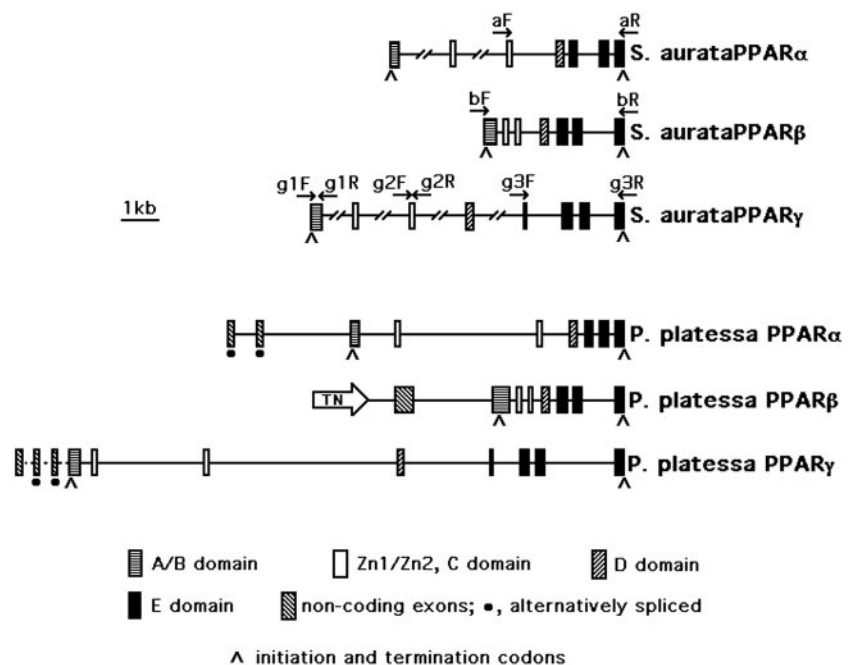 aF aR
S. aurataPPARα
bF bR
S. aurataPPARβ
g1F g1R g2F g2R g3F g3R
1kb
S. aurataPPARγ
P. platessa PPARα
TN
P. platessa PPARβ
P. platessa PPARγ
A/B domain Zn1/Zn2, C domain D domain
E domain non-coding exons; •, alternatively spliced
^ initiation and termination codons